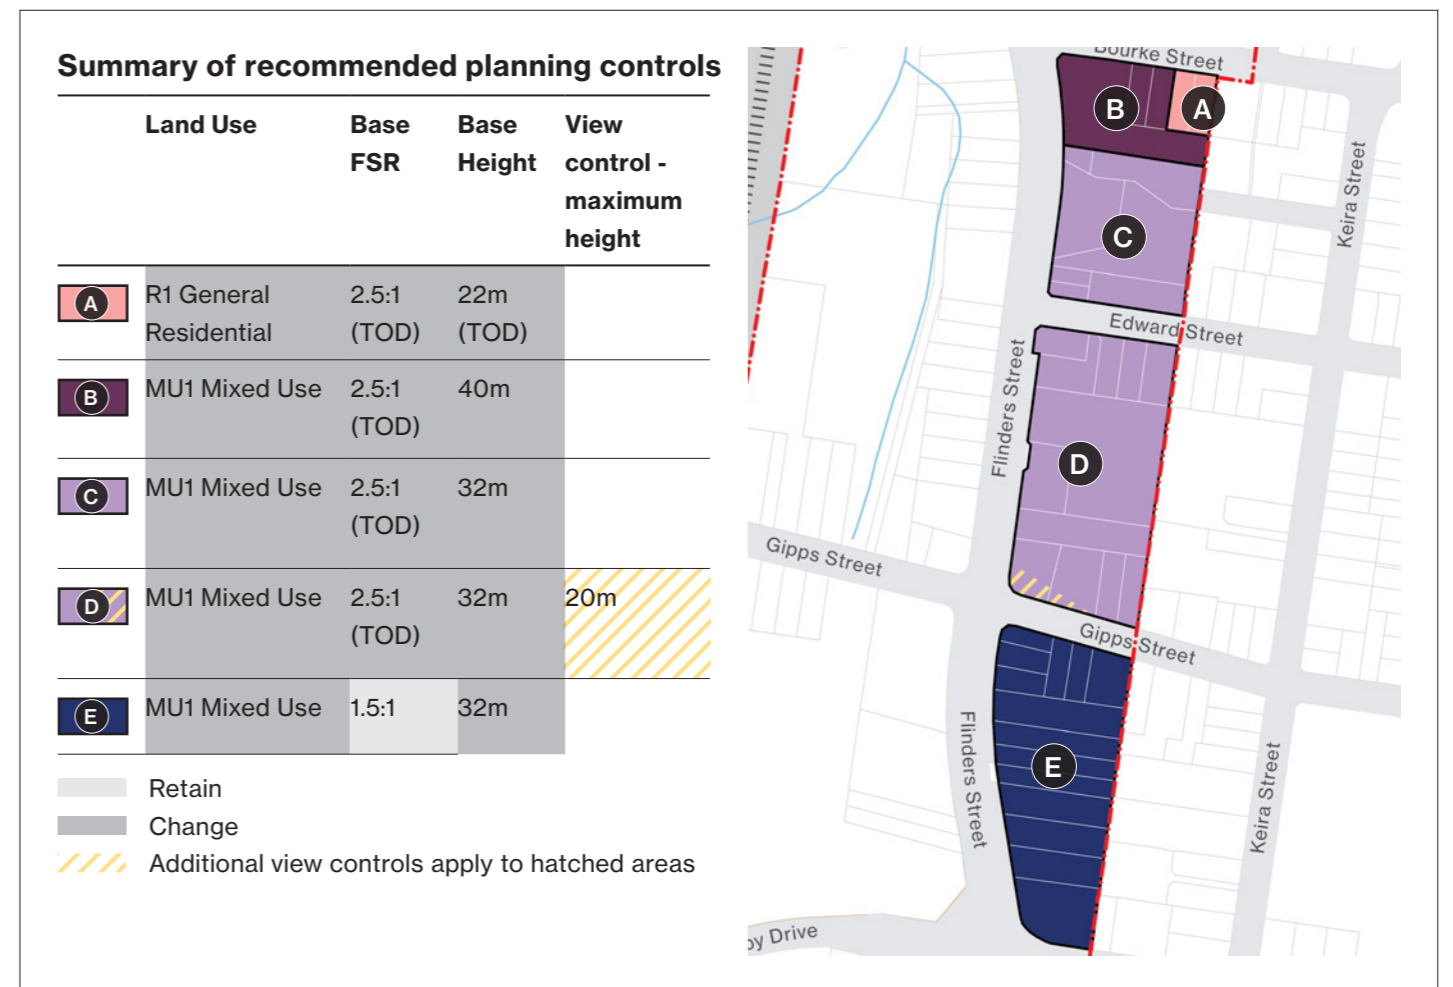 Summary of recommended planning controls
Land Use
Base
FSR
Base
Height
View
control -
maximum
height
A
R1 General
Residential
2.5:1
(TOD)
22m
(TOD)
B
MU1 Mixed Use
2.5:1
(TOD)
40m
C
MU1 Mixed Use
2.5:1
(TOD)
32m
D
MU1 Mixed Use
2.5:1
(TOD)
32m
20m
E
MU1 Mixed Use
1.5:1
32m
Retain
Change
Additional view controls apply to hatched areas
Bourke Street
B
A
Keira Street
C
Edward Street
Flinders Street
D
Gipps Street
Gipps Street
Flinders Street
E
Keira Street
by Drive